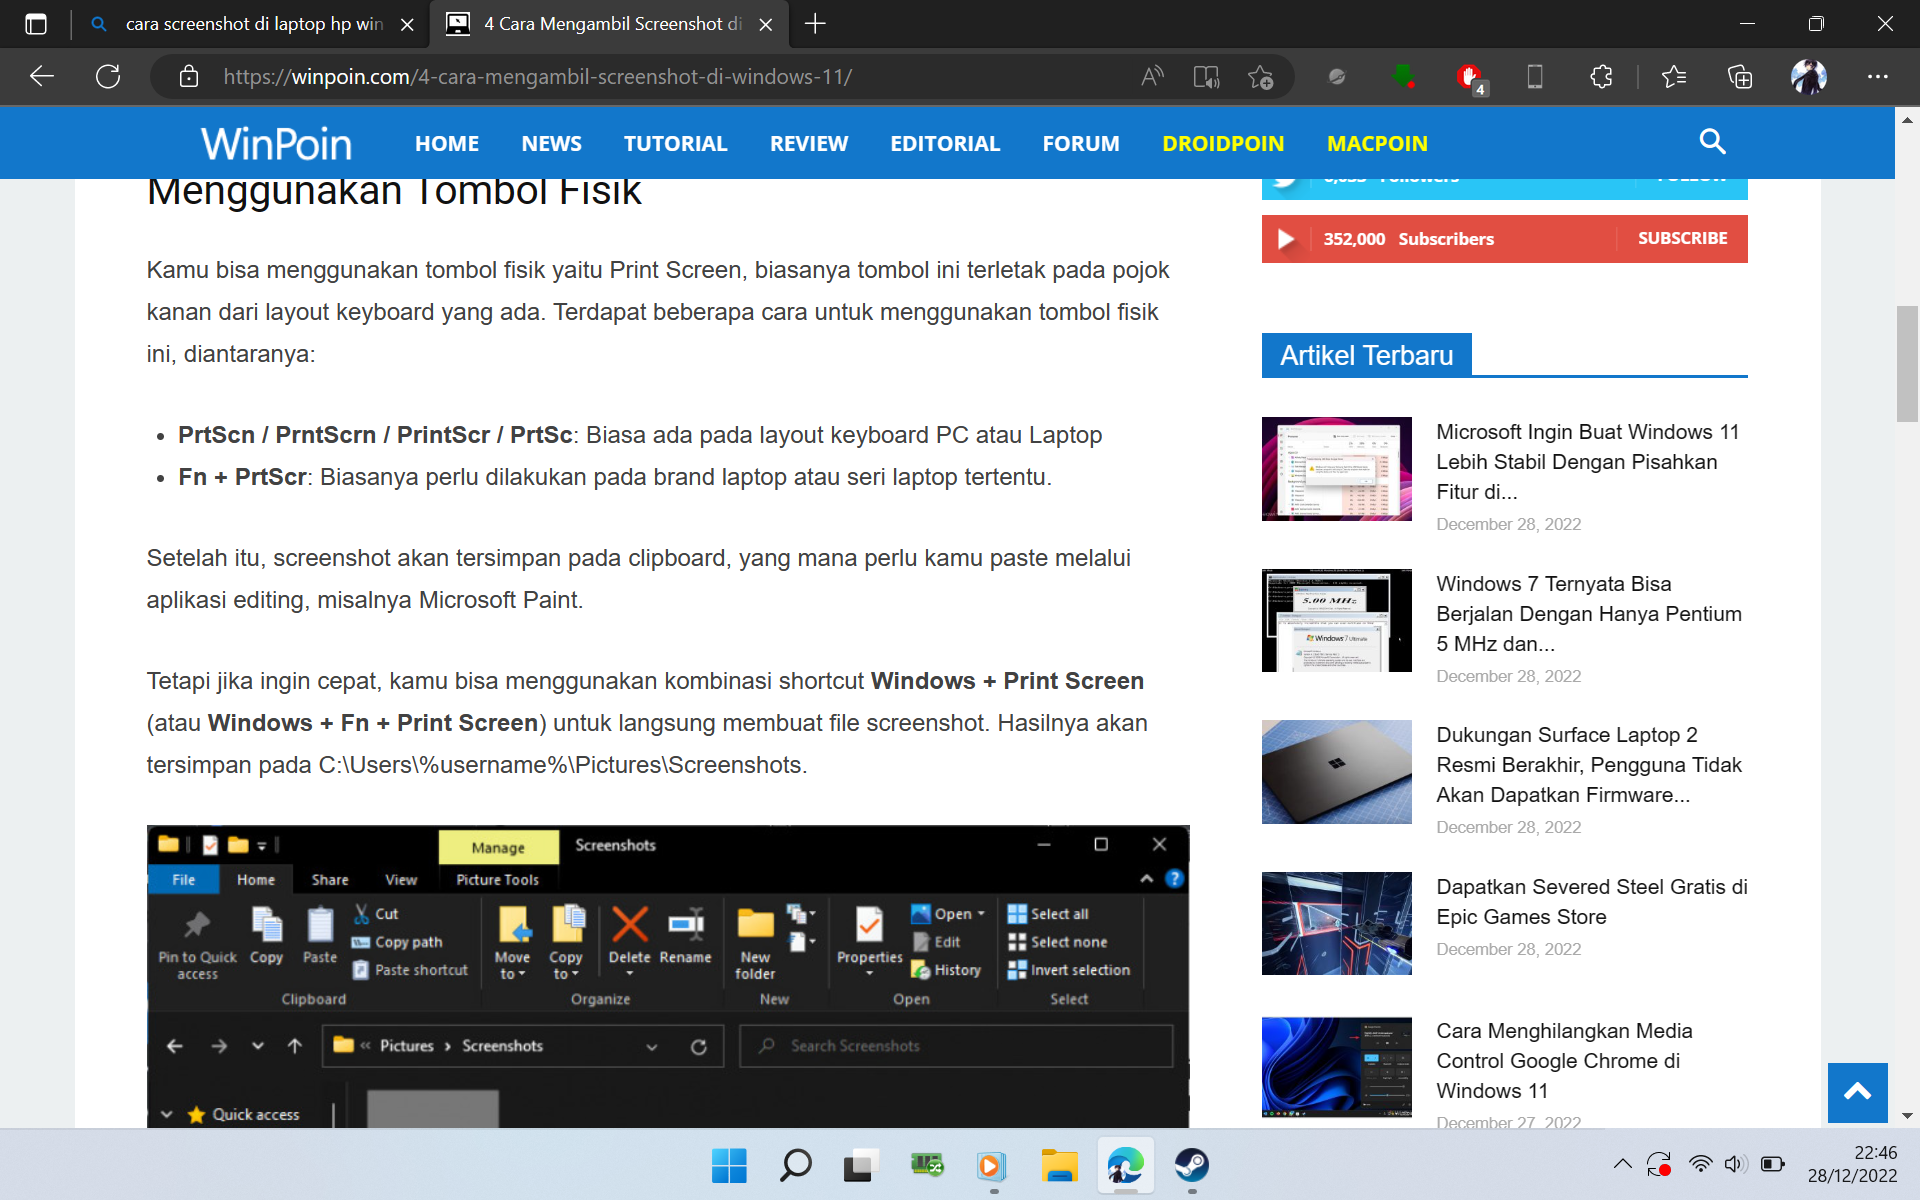 cara screenshot di laptop hp win
4 Cara Mengambil Screenshot di
https://winpoin.com/4-cara-mengambil-screenshot-di-windows-11/
4
WinPoin
HOME
NEWS
TUTORIAL
REVIEW
EDITORIAL
FORUM
DROIDPOIN
MACPOIN
Menggunakan Tombol Fisik
Kamu bisa menggunakan tombol fisik yaitu Print Screen, biasanya tombol ini terletak pada pojok
kanan dari layout keyboard yang ada. Terdapat beberapa cara untuk menggunakan tombol fisik
ini, diantaranya:
• PrtScn / PrntScrn / PrintScr / PrtSc: Biasa ada pada layout keyboard PC atau Laptop
• Fn + PrtScr: Biasanya perlu dilakukan pada brand laptop atau seri laptop tertentu.
Setelah itu, screenshot akan tersimpan pada clipboard, yang mana perlu kamu paste melalui
aplikasi editing, misalnya Microsoft Paint.
Tetapi jika ingin cepat, kamu bisa menggunakan kombinasi shortcut Windows + Print Screen
(atau Windows + Fn + Print Screen) untuk langsung membuat file screenshot. Hasilnya akan
tersimpan pada C:\Users\%username%\Pictures\Screenshots.
Manage
Screenshots
File
Home
Share
View
Picture Tools
Pin to Quick
access
Copy
Paste
Cut
Copy path
Paste shortcut
Clipboard
Move
to
Copy
to
Delete
Rename
Organize
New
folder
New
Properties
Open
Edit
History
Open
Select all
Select none
Invert selection
Select
« Pictures › Screenshots
Search Screenshots
Quick access
Followers
FOLLOW
352,000 Subscribers
SUBSCRIBE
Artikel Terbaru
Microsoft Ingin Buat Windows 11
Lebih Stabil Dengan Pisahkan
Fitur di...
December 28, 2022
5.00 MHz
Windows 7 Ultimate
Windows 7 Ternyata Bisa
Berjalan Dengan Hanya Pentium
5 MHz dan...
December 28, 2022
Dukungan Surface Laptop 2
Resmi Berakhir, Pengguna Tidak
Akan Dapatkan Firmware...
December 28, 2022
Dapatkan Severed Steel Gratis di
Epic Games Store
December 28, 2022
Cara Menghilangkan Media
Control Google Chrome di
Windows 11
December 27, 2022
22:46
28/12/2022